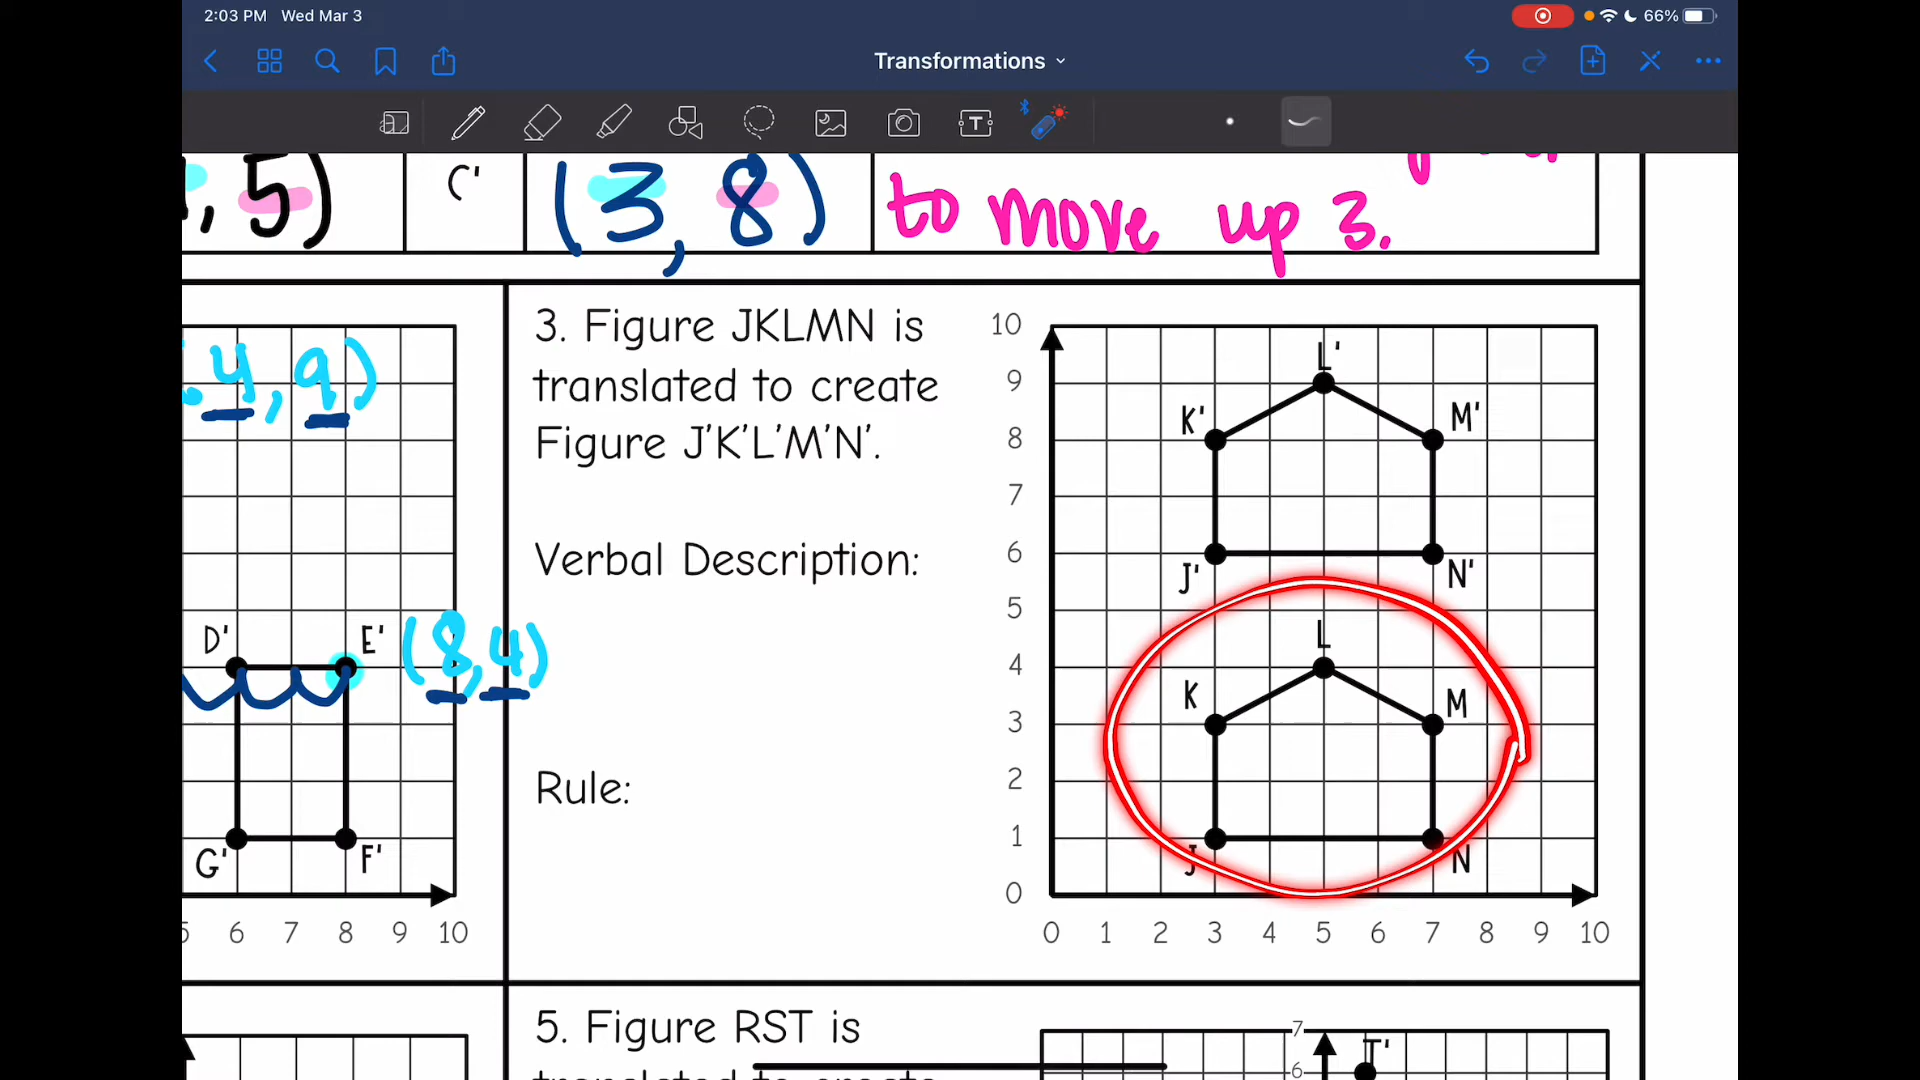 2:03 PM Wed Mar 3
66%
Transformations
T
, 5)
C'
(3, 8)
to move up 3.
4, 9)
D'
E'
(8, 4)
G'
F'
6 7 8 9 10
3. Figure JKLMN is
translated to create
Figure J'K'L'M'N'.
Verbal Description:
Rule:
10
9
8
7
6
5
4
3
2
1
0
L'
K'
M'
J'
N'
L
K
M
J
N
0 1 2 3 4 5 6 7 8 9 10
5. Figure RST is
translated to create
7
6
T'